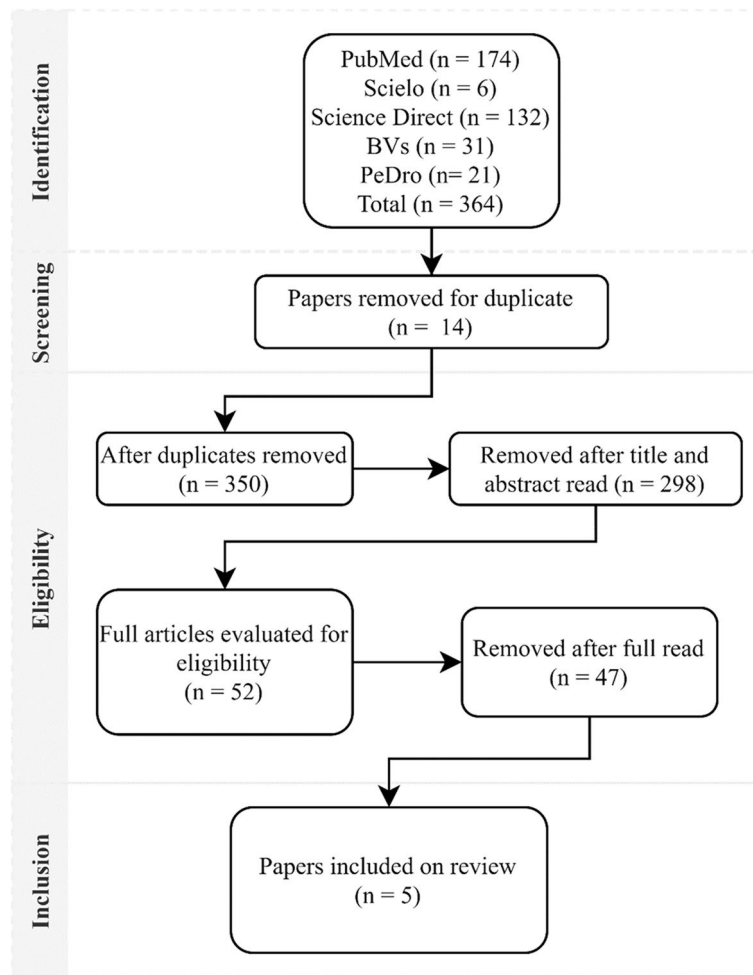 Identification
PubMed (n = 174)
Scielo (n = 6)
Science Direct (n = 132)
BVs (n = 31)
PeDro (n= 21)
Total (n = 364)
Screening
Papers removed for duplicate
(n = 14)
Eligibility
After duplicates removed
(n = 350)
Removed after title and
abstract read (n = 298)
Full articles evaluated for
eligibility
(n = 52)
Removed after full read
(n = 47)
Inclusion
Papers included on review
(n = 5)